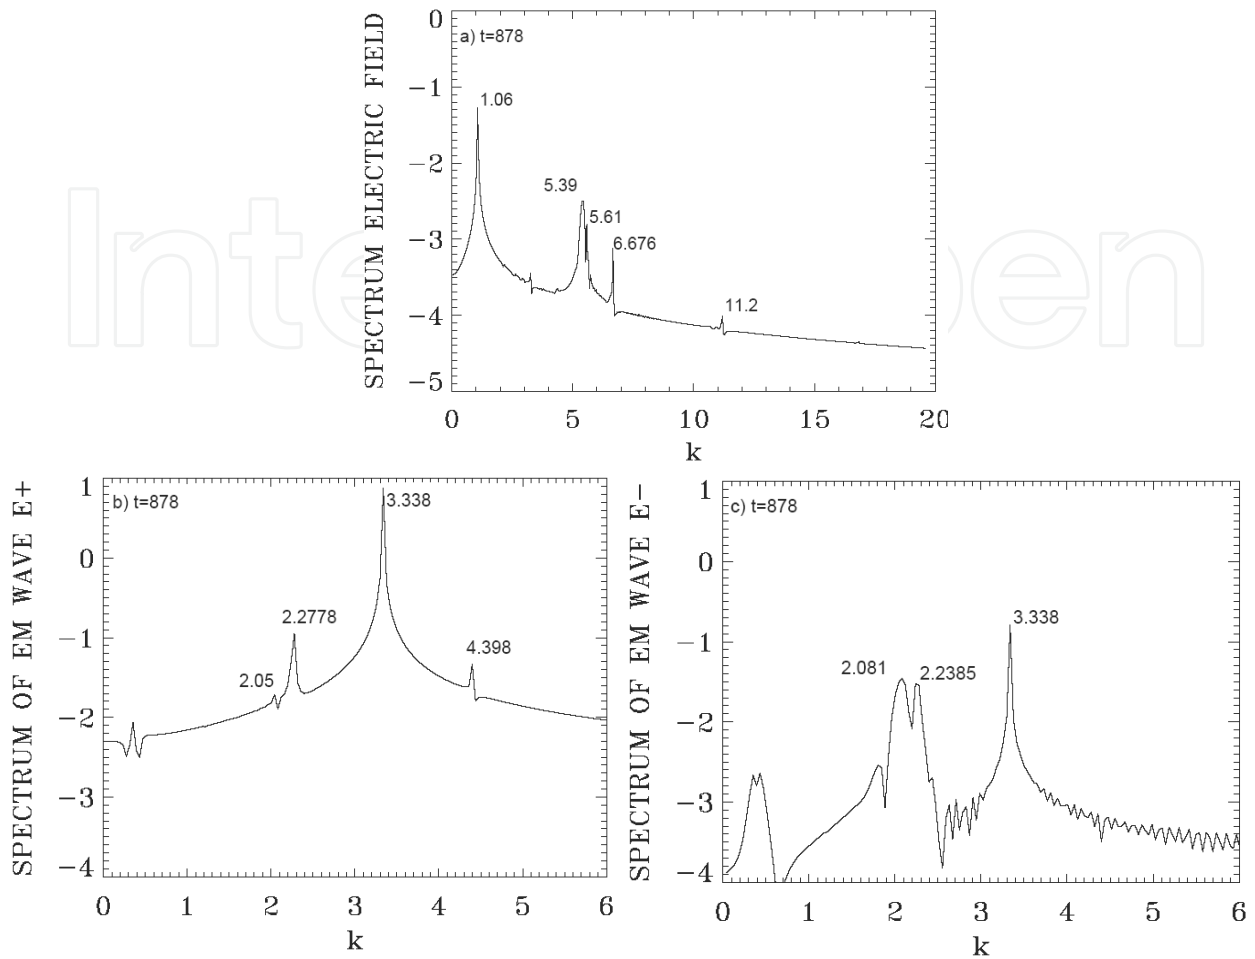 a) t=878
SPECTRUM ELECTRIC FIELD
0
−1
−2
−3
−4
−5
1.06
5.39
5.61
6.676
11.2
0 5 10 15 20
k
b) t=878
SPECTRUM OF EM WAVE E+
1
0
−1
−2
−3
−4
3.338
2.2778
2.05
4.398
0 1 2 3 4 5 6
k
c) t=878
SPECTRUM OF EM WAVE E−
1
0
−1
−2
−3
−4
3.338
2.081
2.2385
0 1 2 3 4 5 6
k